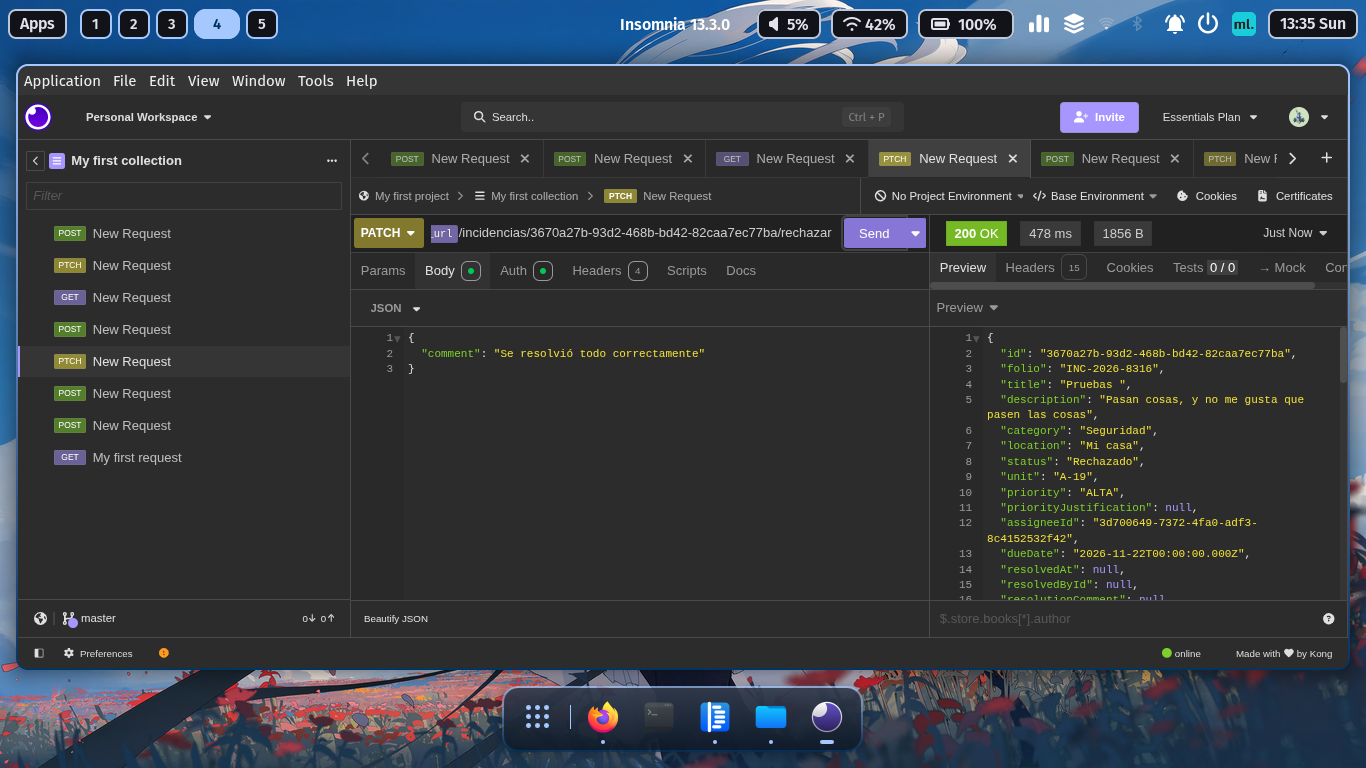 Apps 1 2 3 4 5 Insomnia 13.3.0 5% 42% 100% ml. 13:35 Sun
Application File Edit View Window Tools Help
Personal Workspace Search.. Ctrl + P Invite Essentials Plan
My first collection
Filter
POST New Request
PTCH New Request
GET New Request
POST New Request
PTCH New Request
POST New Request
POST New Request
GET My first request
master 0 0
POST New Request POST New Request GET New Request PTCH New Request POST New Request PTCH New
My first project My first collection PTCH New Request No Project Environment Base Environment Cookies Certificates
PATCH url /incidencias/3670a27b-93d2-468b-bd42-82caa7ec77ba/rechazar Send
Params Body Auth Headers 4 Scripts Docs
JSON
1 {
2 "comment": "Se resolvió todo correctamente"
3 }
Beautify JSON
200 OK 478 ms 1856 B Just Now
Preview Headers 15 Cookies Tests 0 / 0 → Mock Cor
Preview
1 {
2 "id": "3670a27b-93d2-468b-bd42-82caa7ec77ba",
3 "folio": "INC-2026-8316",
4 "title": "Pruebas ",
5 "description": "Pasan cosas, y no me gusta que
pasen las cosas",
6 "category": "Seguridad",
7 "location": "Mi casa",
8 "status": "Rechazado",
9 "unit": "A-19",
10 "priority": "ALTA",
11 "priorityJustification": null,
12 "assigneeId": "3d700649-7372-4fa0-adf3-
8c4152532f42",
13 "dueDate": "2026-11-22T00:00:00.000Z",
14 "resolvedAt": null,
15 "resolvedById": null,
16 "resolutionComment": null
$.store.books[*].author
Preferences online Made with by Kong